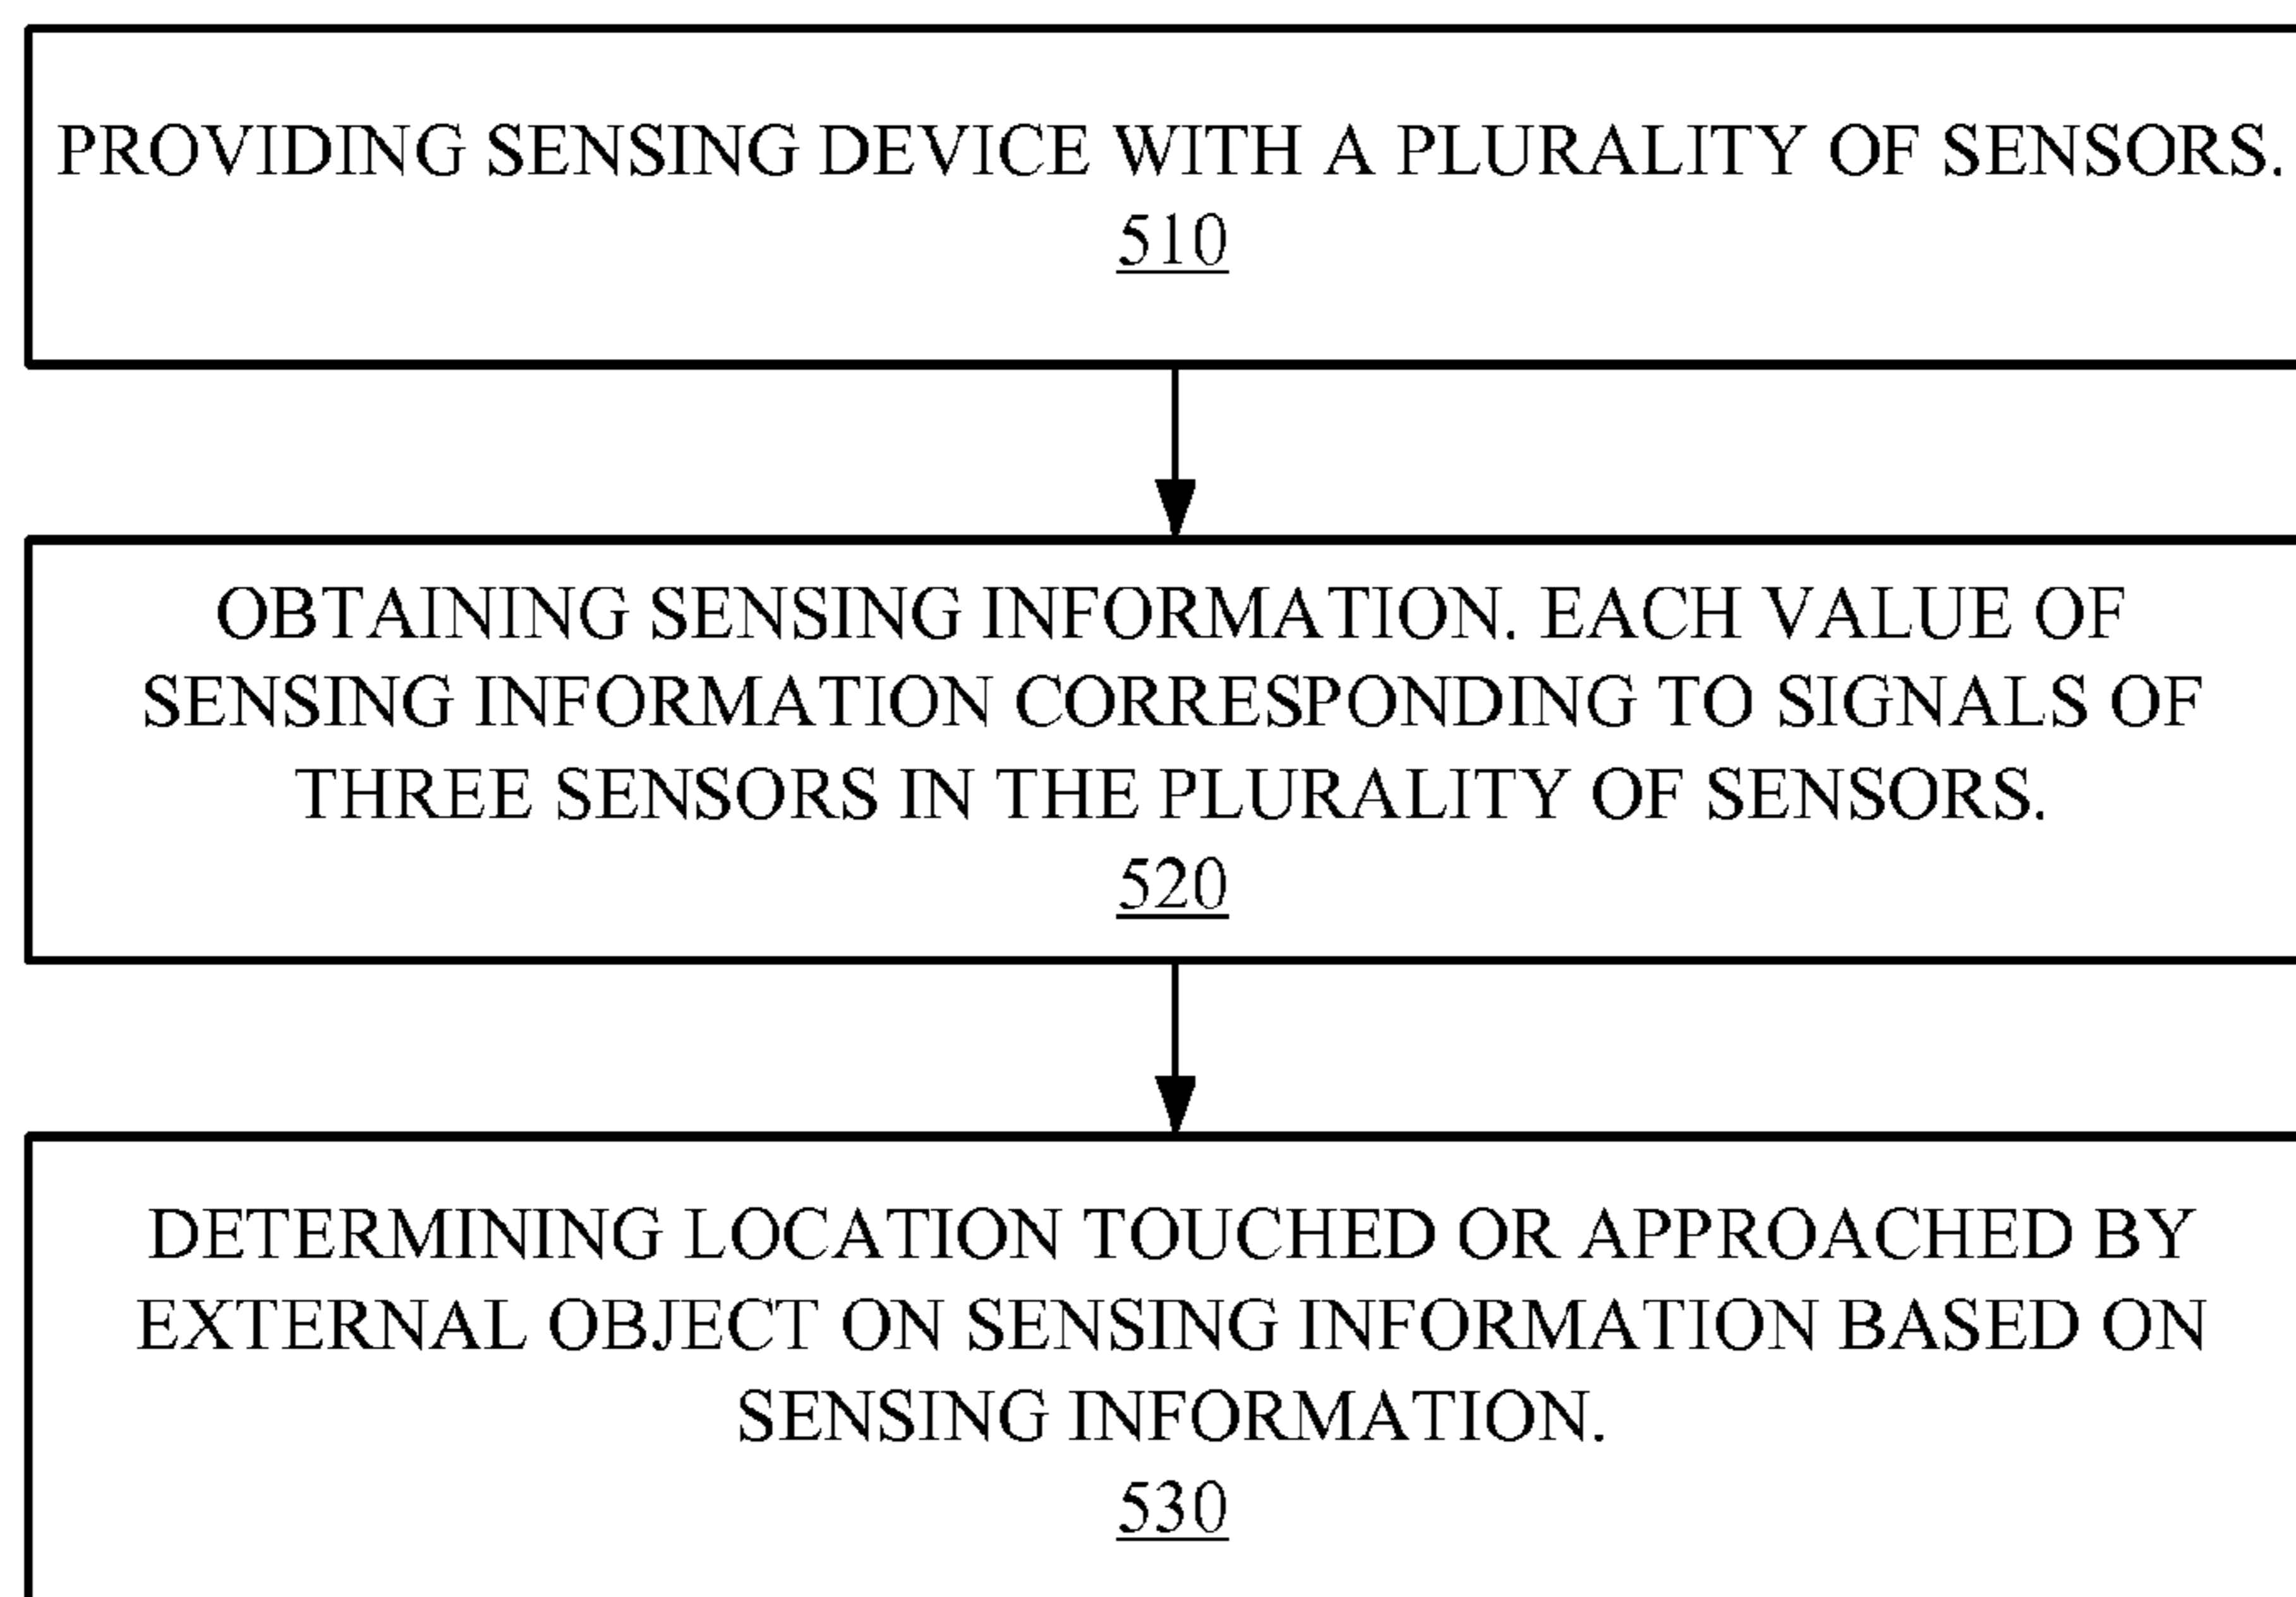 PROVIDING SENSING DEVICE WITH A PLURALITY OF SENSORS.
510
OBTAINING SENSING INFORMATION. EACH VALUE OF
SENSING INFORMATION CORRESPONDING TO SIGNALS OF
THREE SENSORS IN THE PLURALITY OF SENSORS.
520
DETERMINING LOCATION TOUCHED OR APPROACHED BY
EXTERNAL OBJECT ON SENSING INFORMATION BASED ON
SENSING INFORMATION.
530